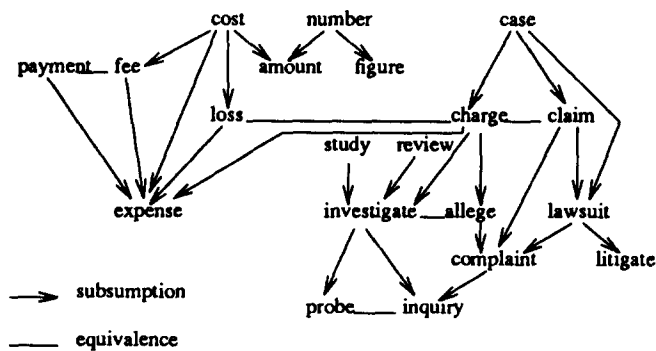 cost number case
payment fee amount figure
loss charge claim
study review
expense investigate allege lawsuit
complaint litigate
subsumption
probe inquiry
equivalence